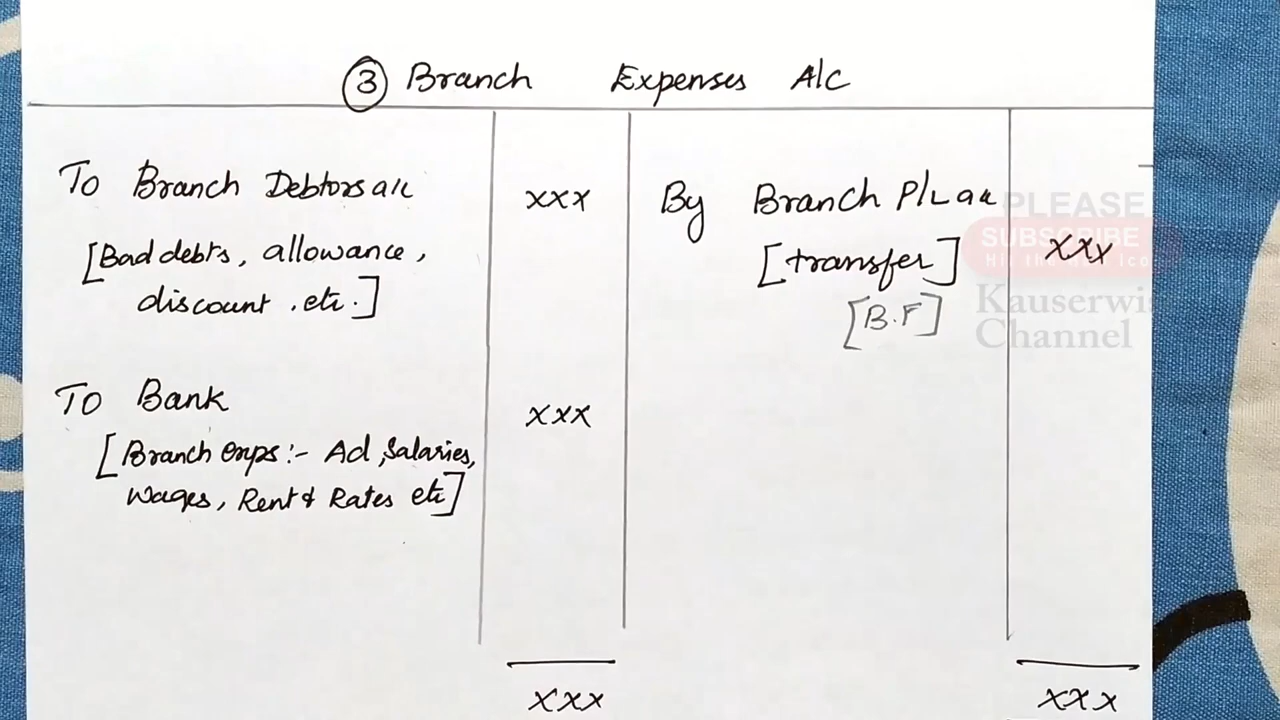 ③ Branch Expenses A/C
To Branch Debtors a/c xxx
[Bad debts, allowance,
discount, etc.]
To Bank xxx
[Branch exps:- Ad, Salaries,
Wages, Rent & Rates etc]
xxx
By Branch P/L a/c
[transfer] xxx
[B.F]
xxx
PLEASE
SUBSCRIBE
Kauserwi
Channel